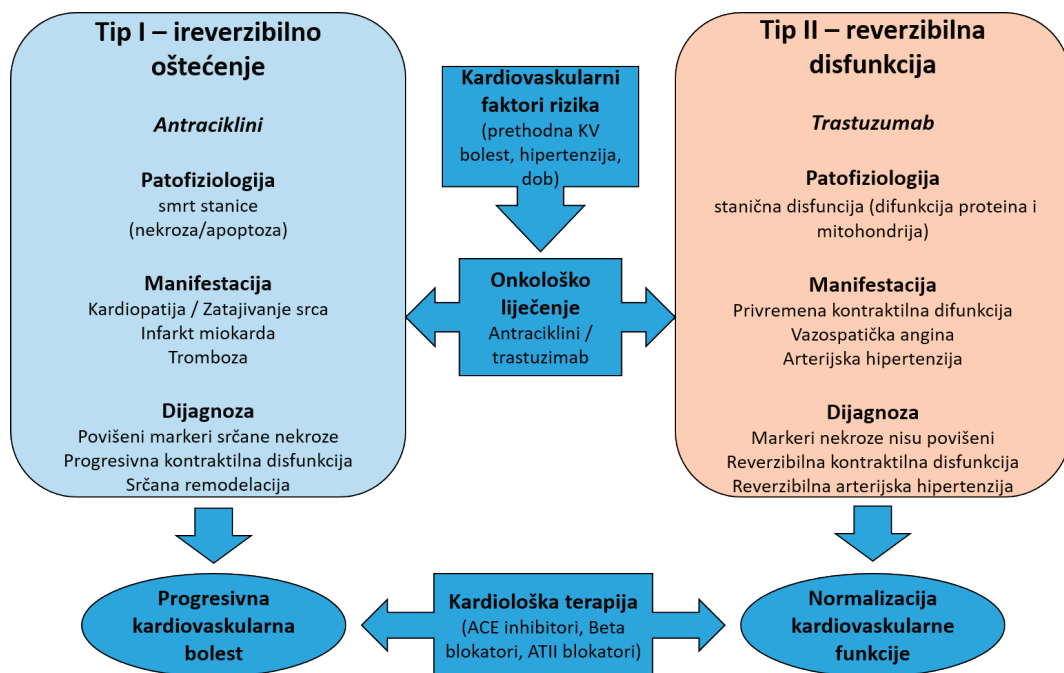 Tip I – ireverzibilno
oštećenje
Antraciklini
Patofiziologija
smrt stanice
(nekroza/apoptoza)
Manifestacija
Kardiopatija / Zatajivanje srca
Infarkt miokarda
Tromboza
Dijagnoza
Povišeni markeri srčane nekroze
Progresivna kontraktilna disfunkcija
Srčana remodelacija
Kardiovaskularni
faktori rizika
(prethodna KV
bolest, hipertenzija,
dob)
Onkološko
liječenje
Antraciklini /
trastuzimab
Tip II – reverzibilna
disfunkcija
Trastuzumab
Patofiziologija
stanična disfuncija (difunkcija proteina i
mitohondrija)
Manifestacija
Privremena kontraktilna difunkcija
Vazospatička angina
Arterijska hipertenzija
Dijagnoza
Markeri nekroze nisu povišeni
Reverzibilna kontraktilna disfunkcija
Reverzibilna arterijska hipertenzija
Progresivna
kardiovaskularna
bolest
Kardiološka terapija
(ACE inhibitori, Beta
blokatori, ATII blokatori)
Normalizacija
kardiovaskularne
funkcije